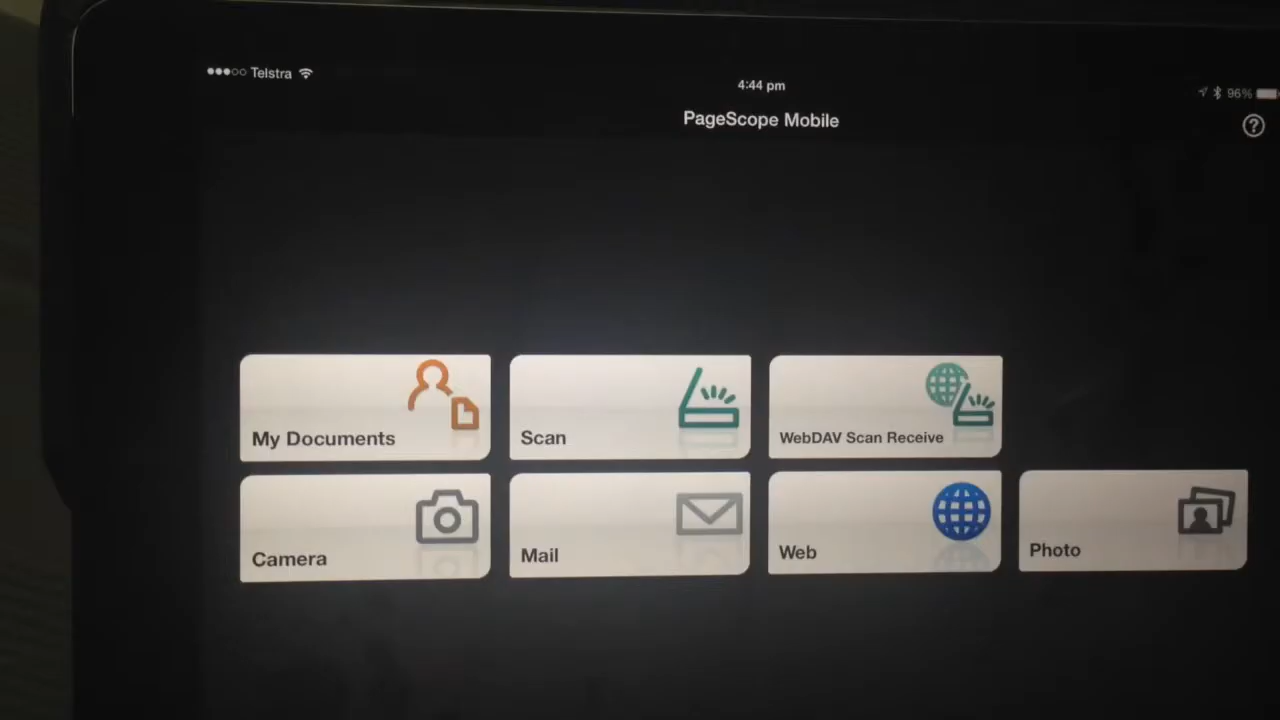 Telstra
4:44 pm
96%
PageScope Mobile
?
My Documents
Scan
WebDAV Scan Receive
Camera
Mail
Web
Photo